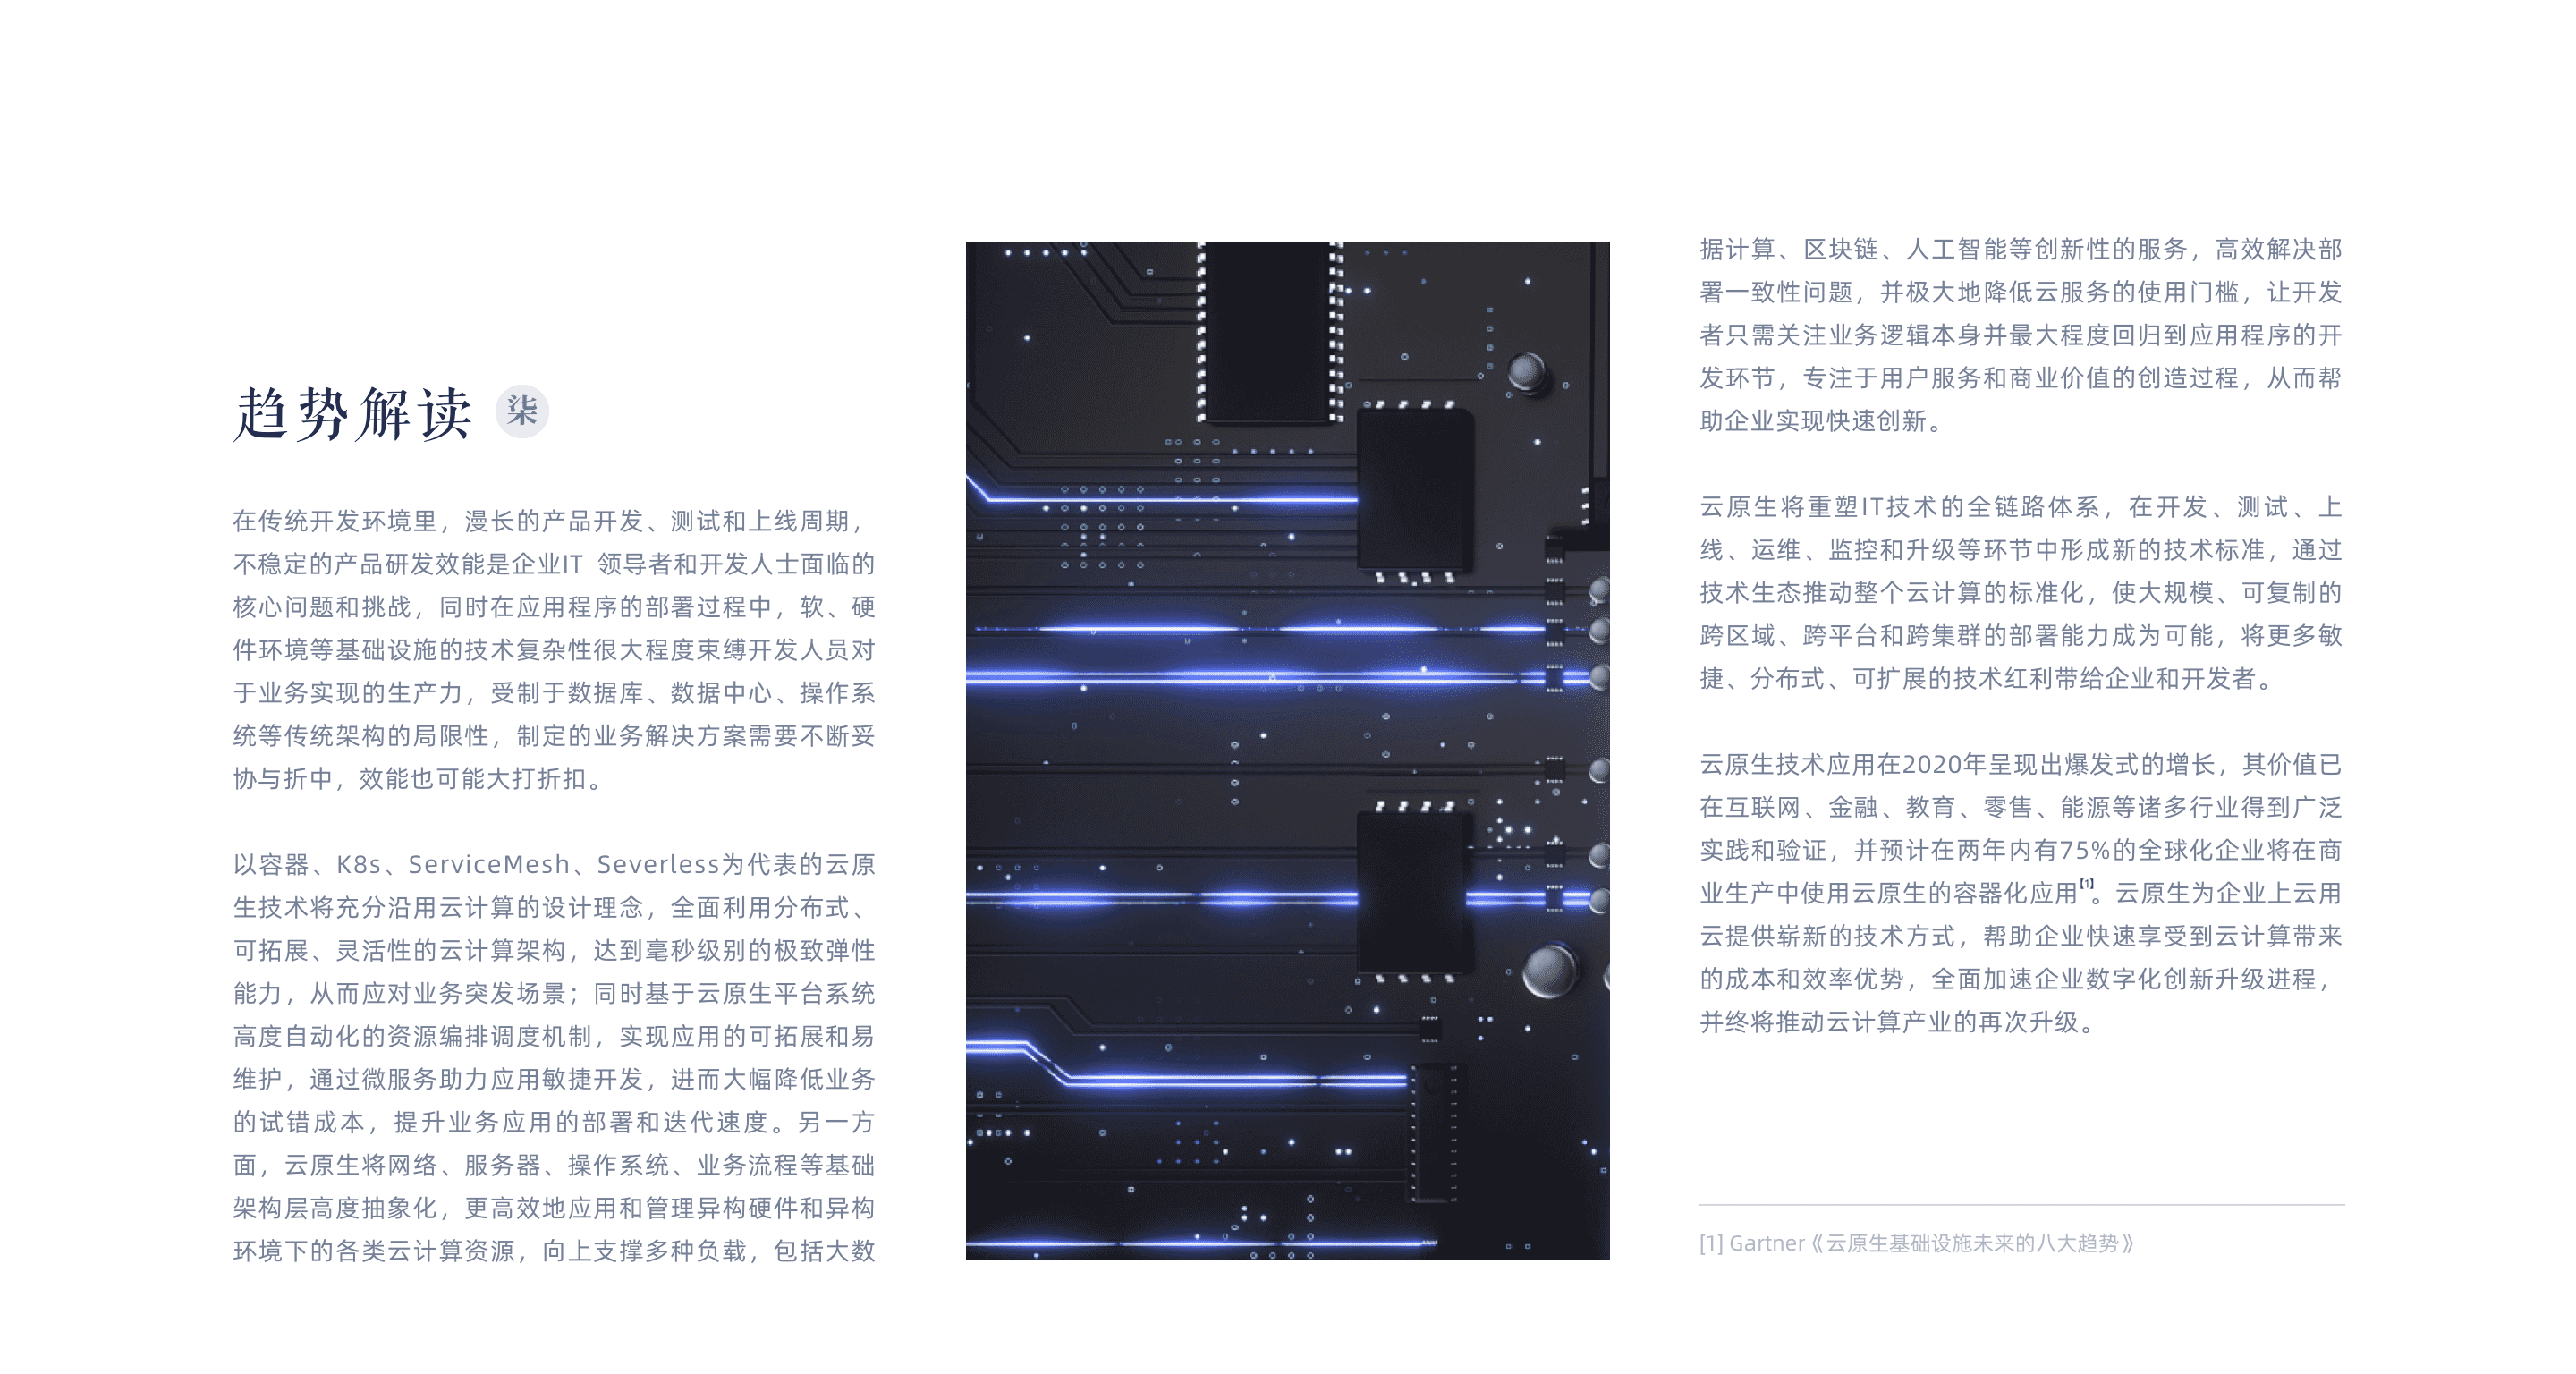 趋势解读 柒
在传统开发环境里，漫长的产品开发、测试和上线周期，
不稳定的产品研发效能是企业IT 领导者和开发人士面临的
核心问题和挑战，同时在应用程序的部署过程中，软、硬
件环境等基础设施的技术复杂性很大程度束缚开发人员对
于业务实现的生产力，受制于数据库、数据中心、操作系
统等传统架构的局限性，制定的业务解决方案需要不断妥
协与折中，效能也可能大打折扣。
以容器、K8s、ServiceMesh、Severless为代表的云原
生技术将充分沿用云计算的设计理念，全面利用分布式、
可拓展、灵活性的云计算架构，达到毫秒级别的极致弹性
能力，从而应对业务突发场景；同时基于云原生平台系统
高度自动化的资源编排调度机制，实现应用的可拓展和易
维护，通过微服务助力应用敏捷开发，进而大幅降低业务
的试错成本，提升业务应用的部署和迭代速度。另一方
面，云原生将网络、服务器、操作系统、业务流程等基础
架构层高度抽象化，更高效地应用和管理异构硬件和异构
环境下的各类云计算资源，向上支撑多种负载，包括大数
据计算、区块链、人工智能等创新性的服务，高效解决部
署一致性问题，并极大地降低云服务的使用门槛，让开发
者只需关注业务逻辑本身并最大程度回归到应用程序的开
发环节，专注于用户服务和商业价值的创造过程，从而帮
助企业实现快速创新。
云原生将重塑IT技术的全链路体系，在开发、测试、上
线、运维、监控和升级等环节中形成新的技术标准，通过
技术生态推动整个云计算的标准化，使大规模、可复制的
跨区域、跨平台和跨集群的部署能力成为可能，将更多敏
捷、分布式、可扩展的技术红利带给企业和开发者。
云原生技术应用在2020年呈现出爆发式的增长，其价值已
在互联网、金融、教育、零售、能源等诸多行业得到广泛
实践和验证，并预计在两年内有75%的全球化企业将在商
业生产中使用云原生的容器化应用【1】。云原生为企业上云用
云提供崭新的技术方式，帮助企业快速享受到云计算带来
的成本和效率优势，全面加速企业数字化创新升级进程，
并终将推动云计算产业的再次升级。
[1] Gartner《云原生基础设施未来的八大趋势》